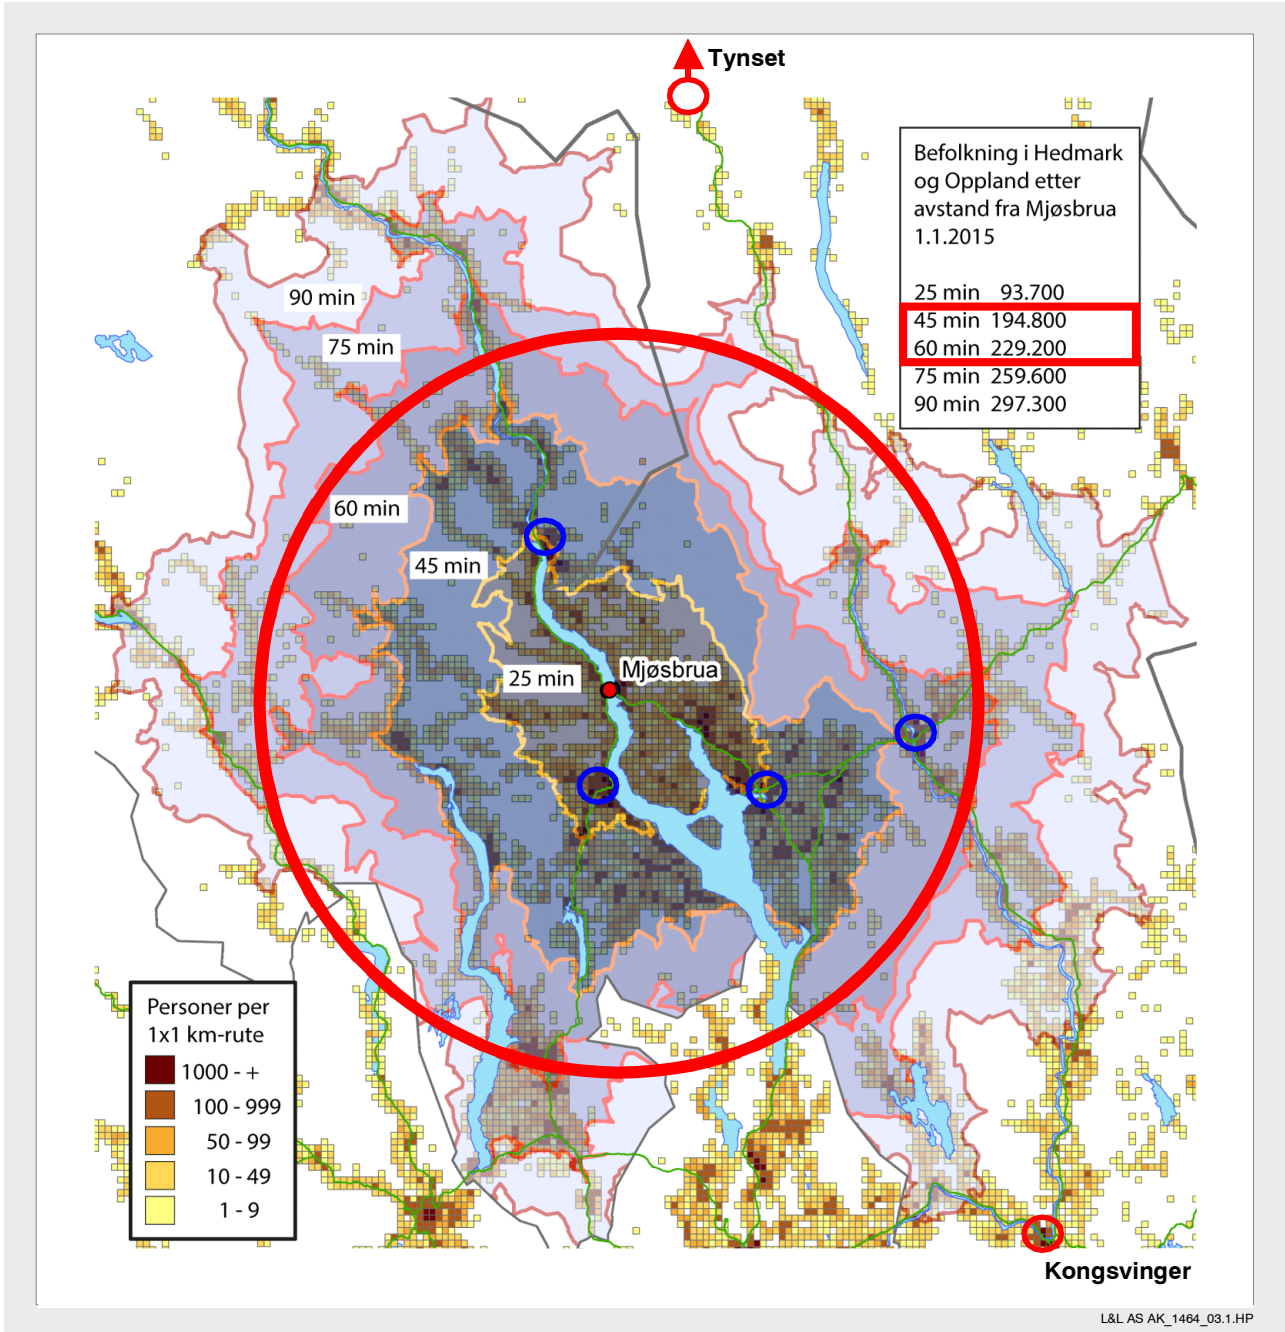 Tynset
Befolkning i Hedmark
og Oppland etter
avstand fra Mjøsbrua
1.1.2015
25 min 93.700
45 min 194.800
60 min 229.200
75 min 259.600
90 min 297.300
90 min
75 min
60 min
45 min
25 min
Mjøsbrua
Personer per
1x1 km-rute
1000 - +
100 - 999
50 - 99
10 - 49
1 - 9
Kongsvinger
L&L AS AK_1464_03.1.HP